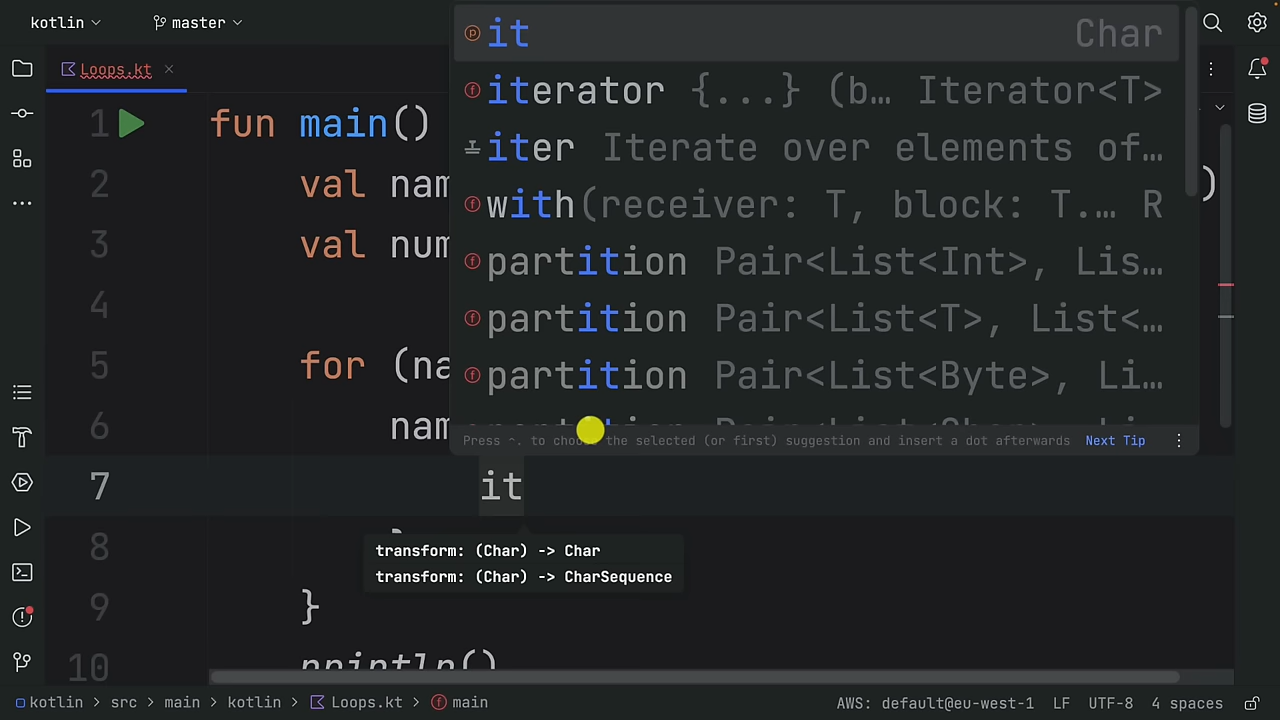 kotlin master
Loops.kt
1 fun main()
2 val nam
3 val num
4
5 for (na
6 nam
7 it
8
9 }
10 println()
it Char
iterator {...} (b… Iterator<T>
iter Iterate over elements of…
with(receiver: T, block: T.… R
partition Pair<List<Int>, Lis…
partition Pair<List<T>, List<…
partition Pair<List<Byte>, Li…
Press ^. to choose the selected (or first) suggestion and insert a dot afterwards Next Tip
)
transform: (Char) -> Char
transform: (Char) -> CharSequence
kotlin > src > main > kotlin > Loops.kt > main AWS: default@eu-west-1 LF UTF-8 4 spaces